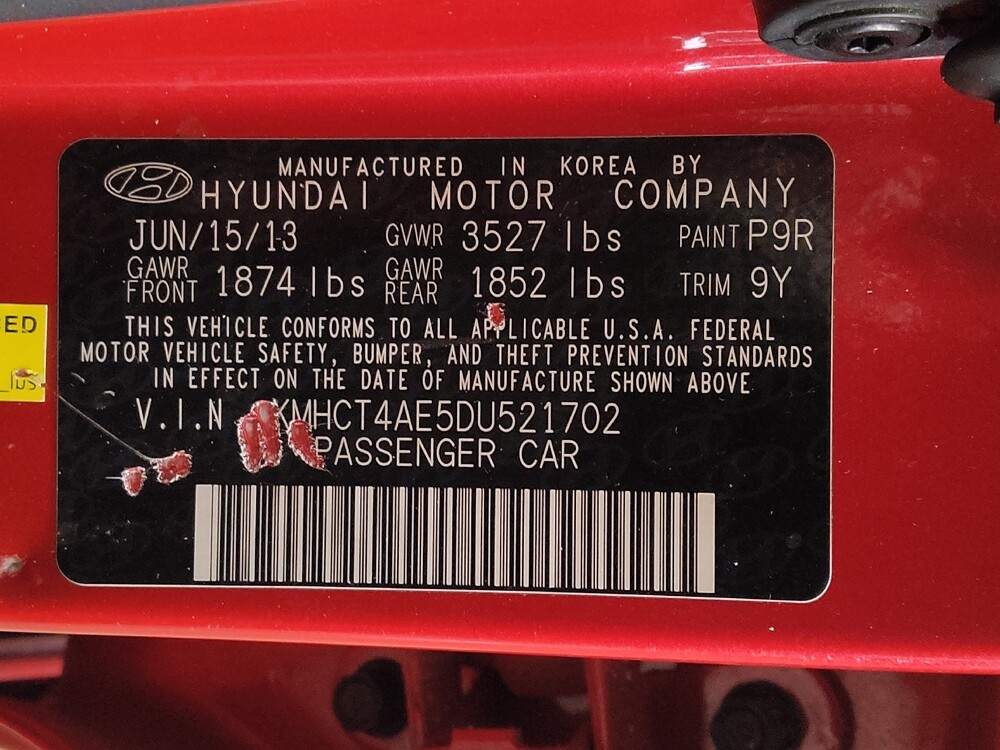 MANUFACTURED IN KOREA BY
HYUNDAI MOTOR COMPANY
JUN/15/13 GVWR 3527 lbs PAINT P9R
GAWR FRONT 1874 lbs GAWR REAR 1852 lbs TRIM 9Y
THIS VEHICLE CONFORMS TO ALL APPLICABLE U.S.A. FEDERAL
MOTOR VEHICLE SAFETY, BUMPER, AND THEFT PREVENTION STANDARDS
IN EFFECT ON THE DATE OF MANUFACTURE SHOWN ABOVE
V.I.N KMHCT4AE5DU521702
PASSENGER CAR
ED
lbs